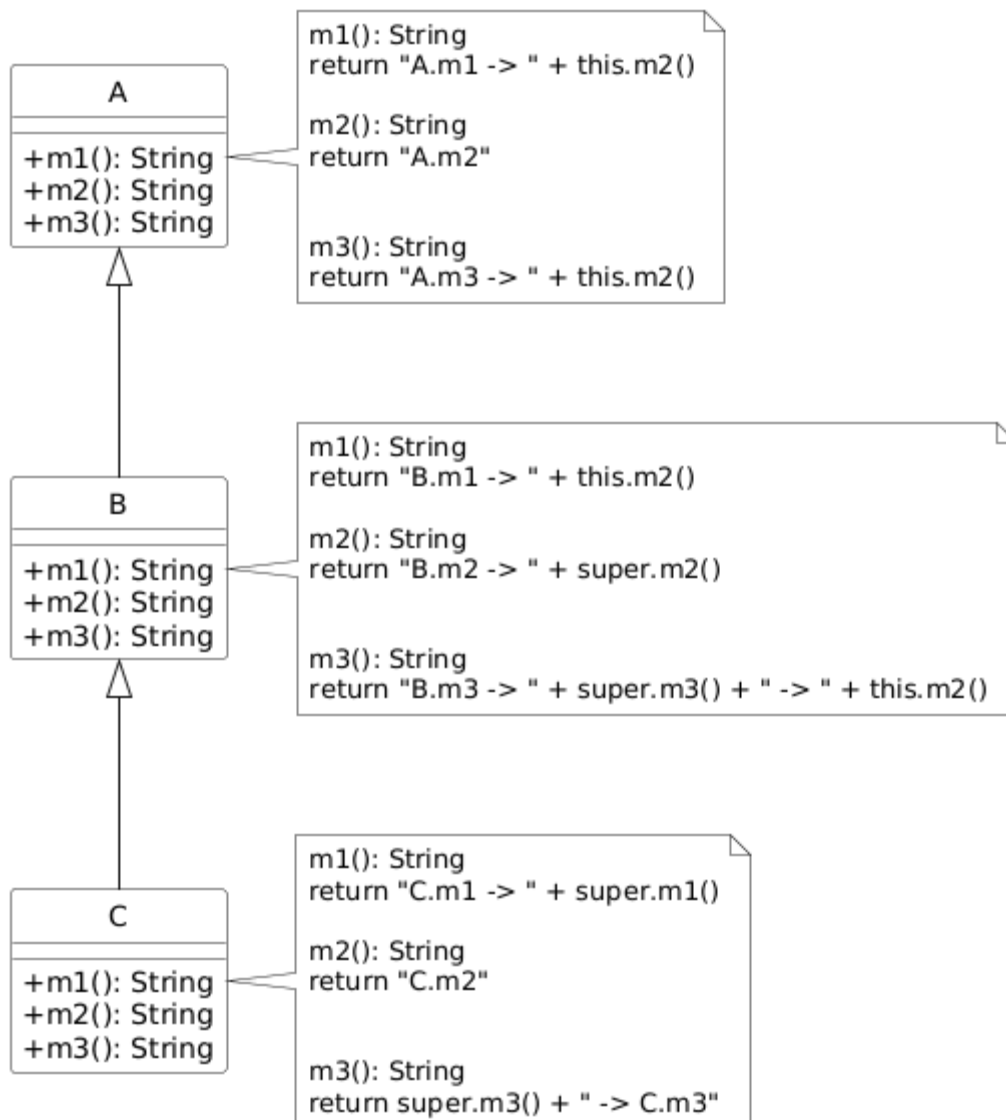 A
+m1(): String
+m2(): String
+m3(): String
m1(): String
return "A.m1 -> " + this.m2()
m2(): String
return "A.m2"
m3(): String
return "A.m3 -> " + this.m2()
B
+m1(): String
+m2(): String
+m3(): String
m1(): String
return "B.m1 -> " + this.m2()
m2(): String
return "B.m2 -> " + super.m2()
m3(): String
return "B.m3 -> " + super.m3() + " -> " + this.m2()
C
+m1(): String
+m2(): String
+m3(): String
m1(): String
return "C.m1 -> " + super.m1()
m2(): String
return "C.m2"
m3(): String
return super.m3() + " -> C.m3"